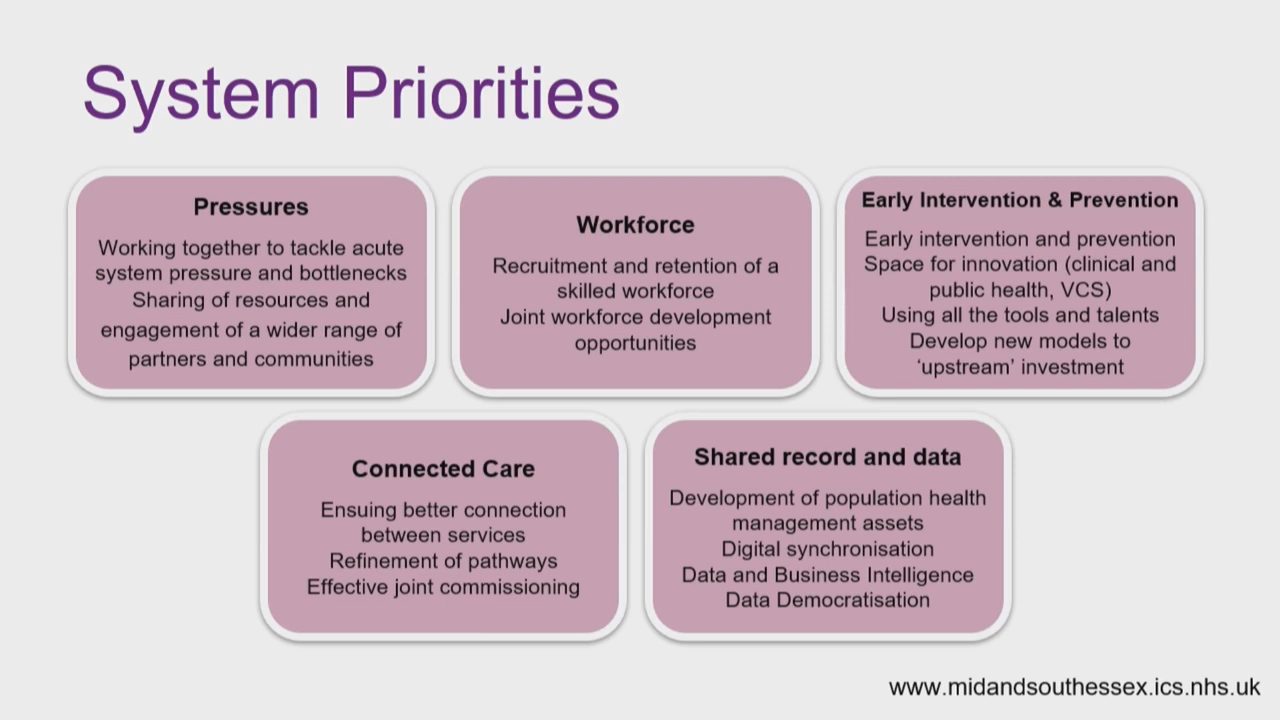 System Priorities
Pressures
Working together to tackle acute
system pressure and bottlenecks
Sharing of resources and
engagement of a wider range of
partners and communities
Workforce
Recruitment and retention of a
skilled workforce
Joint workforce development
opportunities
Early Intervention & Prevention
Early intervention and prevention
Space for innovation (clinical and
public health, VCS)
Using all the tools and talents
Develop new models to
‘upstream’ investment
Connected Care
Ensuing better connection
between services
Refinement of pathways
Effective joint commissioning
Shared record and data
Development of population health
management assets
Digital synchronisation
Data and Business Intelligence
Data Democratisation
www.midandsouthessex.ics.nhs.uk